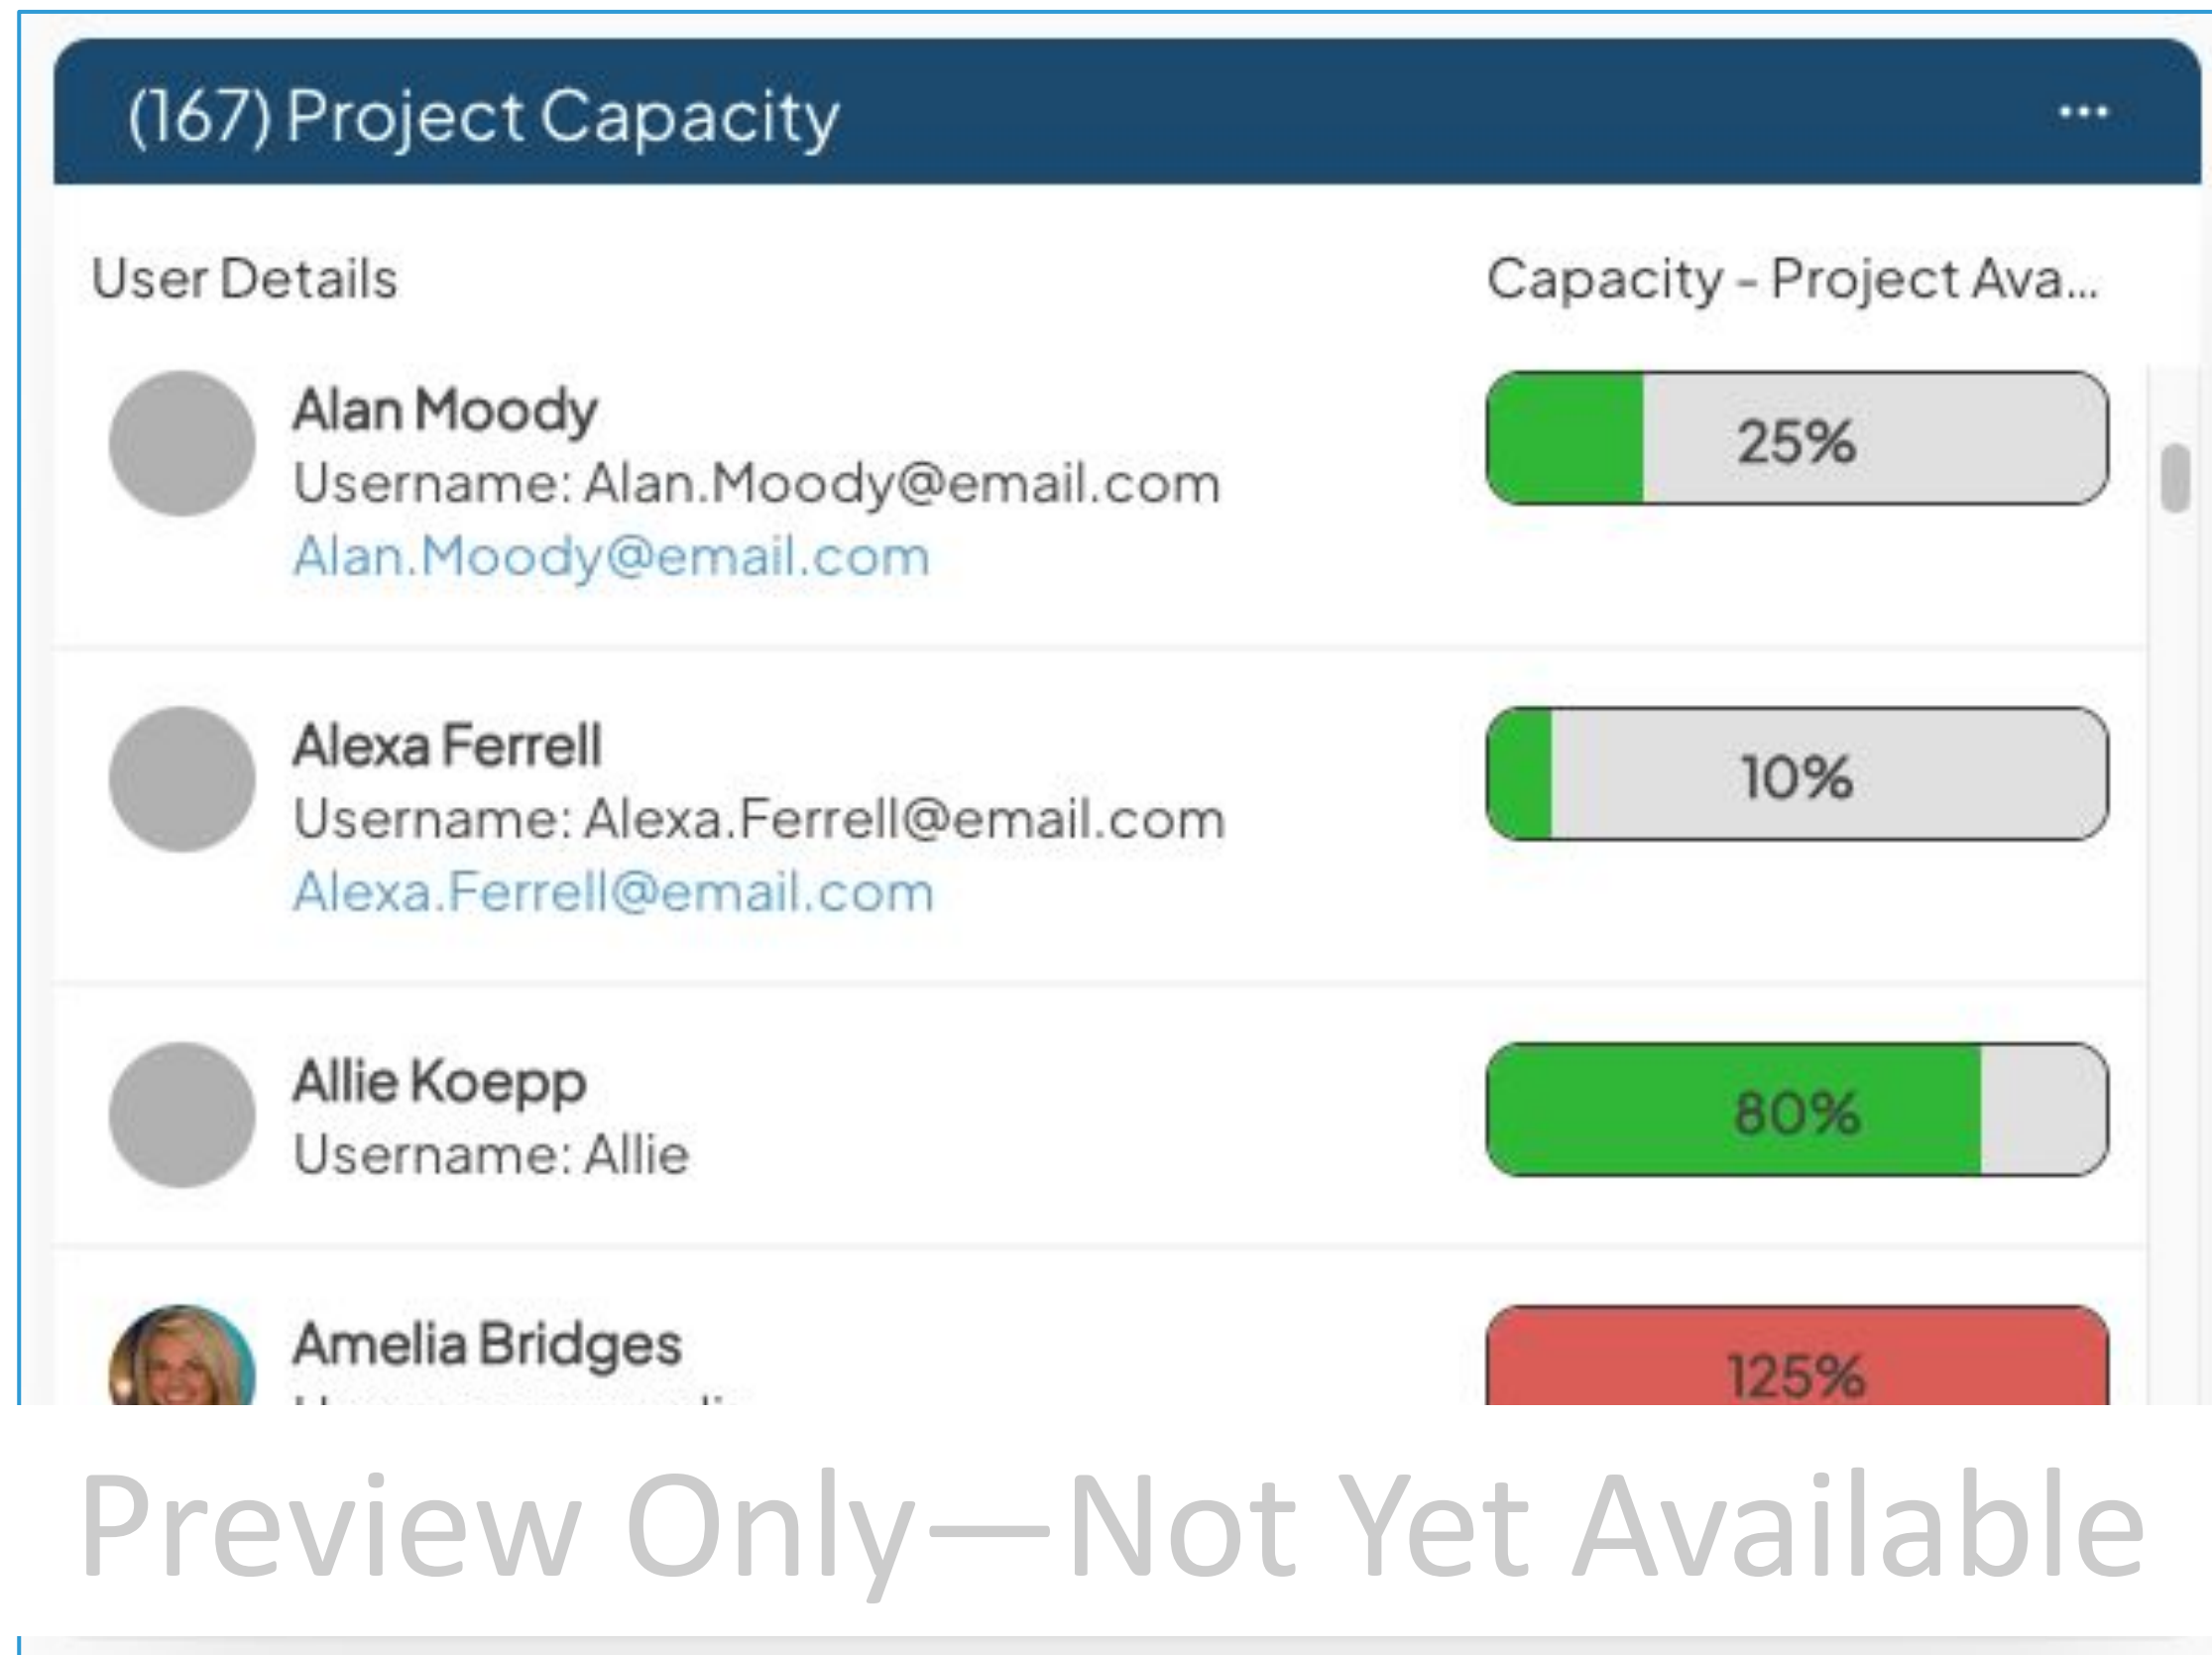 (167) Project Capacity ...
User Details Capacity - Project Ava...
Alan Moody
Username: Alan.Moody@email.com
Alan.Moody@email.com
25%
Alexa Ferrell
Username: Alexa.Ferrell@email.com
Alexa.Ferrell@email.com
10%
Allie Koepp
Username: Allie
80%
Amelia Bridges
125%
Preview Only—Not Yet Available